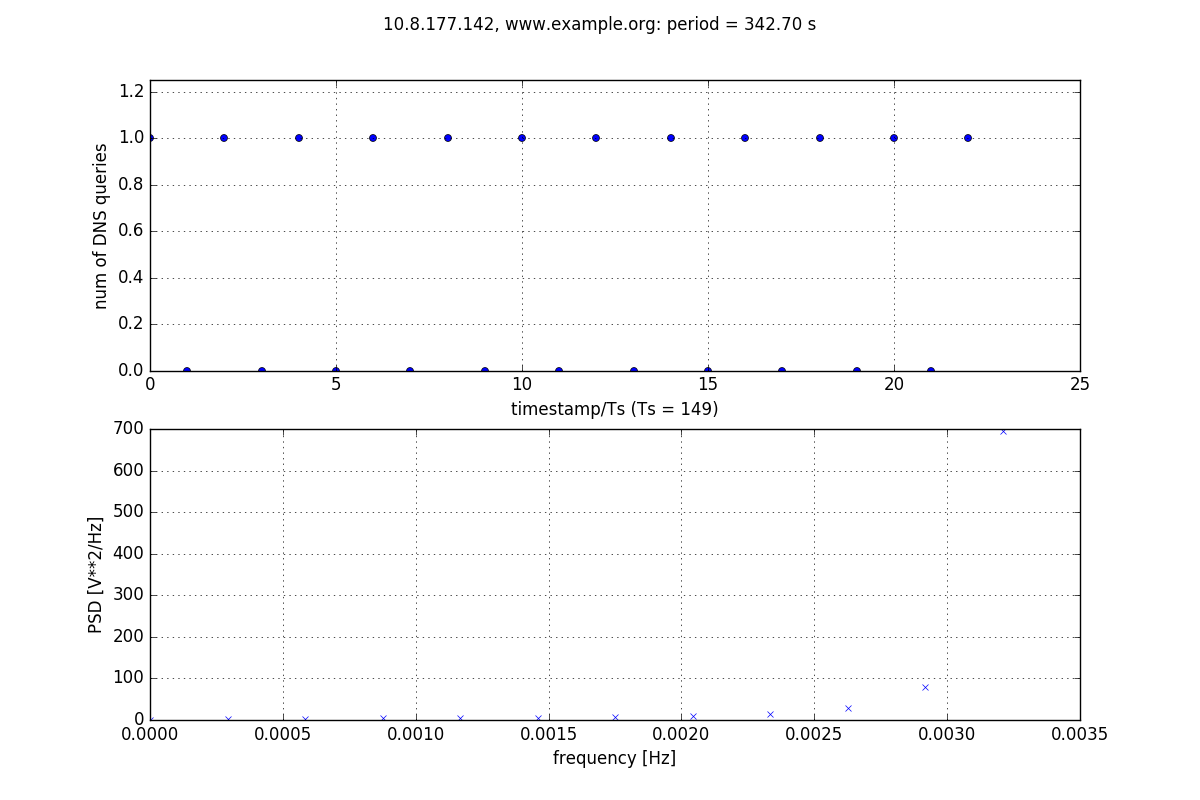 10.8.177.142, www.example.org: period = 342.70 s
num of DNS queries
1.2
1.0
0.8
0.6
0.4
0.2
0.0
0 5 10 15 20 25
timestamp/Ts (Ts = 149)
PSD [V**2/Hz]
700
600
500
400
300
200
100
0
0.0000 0.0005 0.0010 0.0015 0.0020 0.0025 0.0030 0.0035
frequency [Hz]